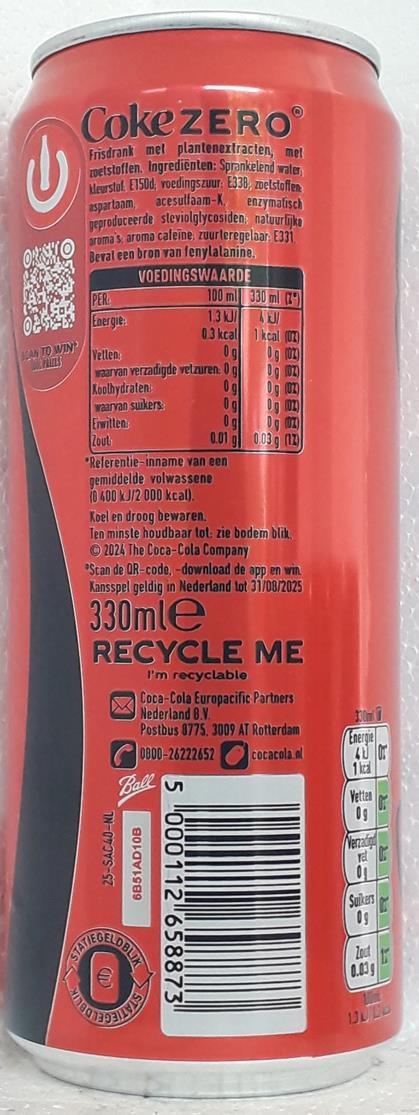 Coke ZERO®
Frisdrank met plantenextracten, met
zoetstoffen. Ingrediënten: Sprankelend water;
kleurstof: E150d; voedingszuur: E338; zoetstoffen:
aspartaam, acesulfaam-K, enzymatisch
geproduceerde steviolglycosiden; natuurlijke
aroma's; aroma cafeïne; zuurteregelaar: E331.
Bevat een bron van fenylalanine.
SCAN TO WIN*
VOEDINGSWAARDE
PER: 100 ml 330 ml (%*)
Energie: 1.3 kJ/ 4 kJ/
0.3 kcal 1 kcal (0%)
Vetten: 0 g 0g (0%)
waarvan verzadigde vetzuren: 0 g 0g (0%)
Koolhydraten: 0 g 0g (0%)
waarvan suikers: 0 g 0g (0%)
Eiwitten: 0 g 0g (0%)
Zout: 0.01 g 0.03 g (1%)
*Referentie-inname van een
gemiddelde volwassene
(8 400 kJ/2 000 kcal).
Koel en droog bewaren.
Ten minste houdbaar tot: zie bodem blik.
© 2024 The Coca-Cola Company
*Scan de QR-code, -download de app en win.
Kansspel geldig in Nederland tot 31/08/2025
330ml e
RECYCLE ME
I'm recyclable
Coca-Cola Europacific Partners
Nederland B.V.
Postbus 8775, 3009 AT Rotterdam
0800-26222652 cocacola.nl
Ball
25-SAC40-NL
6B51AD10B
5 000112 658873
STATIEGELDBLIK
STATIEGELDBLIK
330ml
Energie
4 kJ
1 kcal
Vetten
0 g
Verzadigd
vet
0 g
Suikers
0 g
Zout
0.03 g